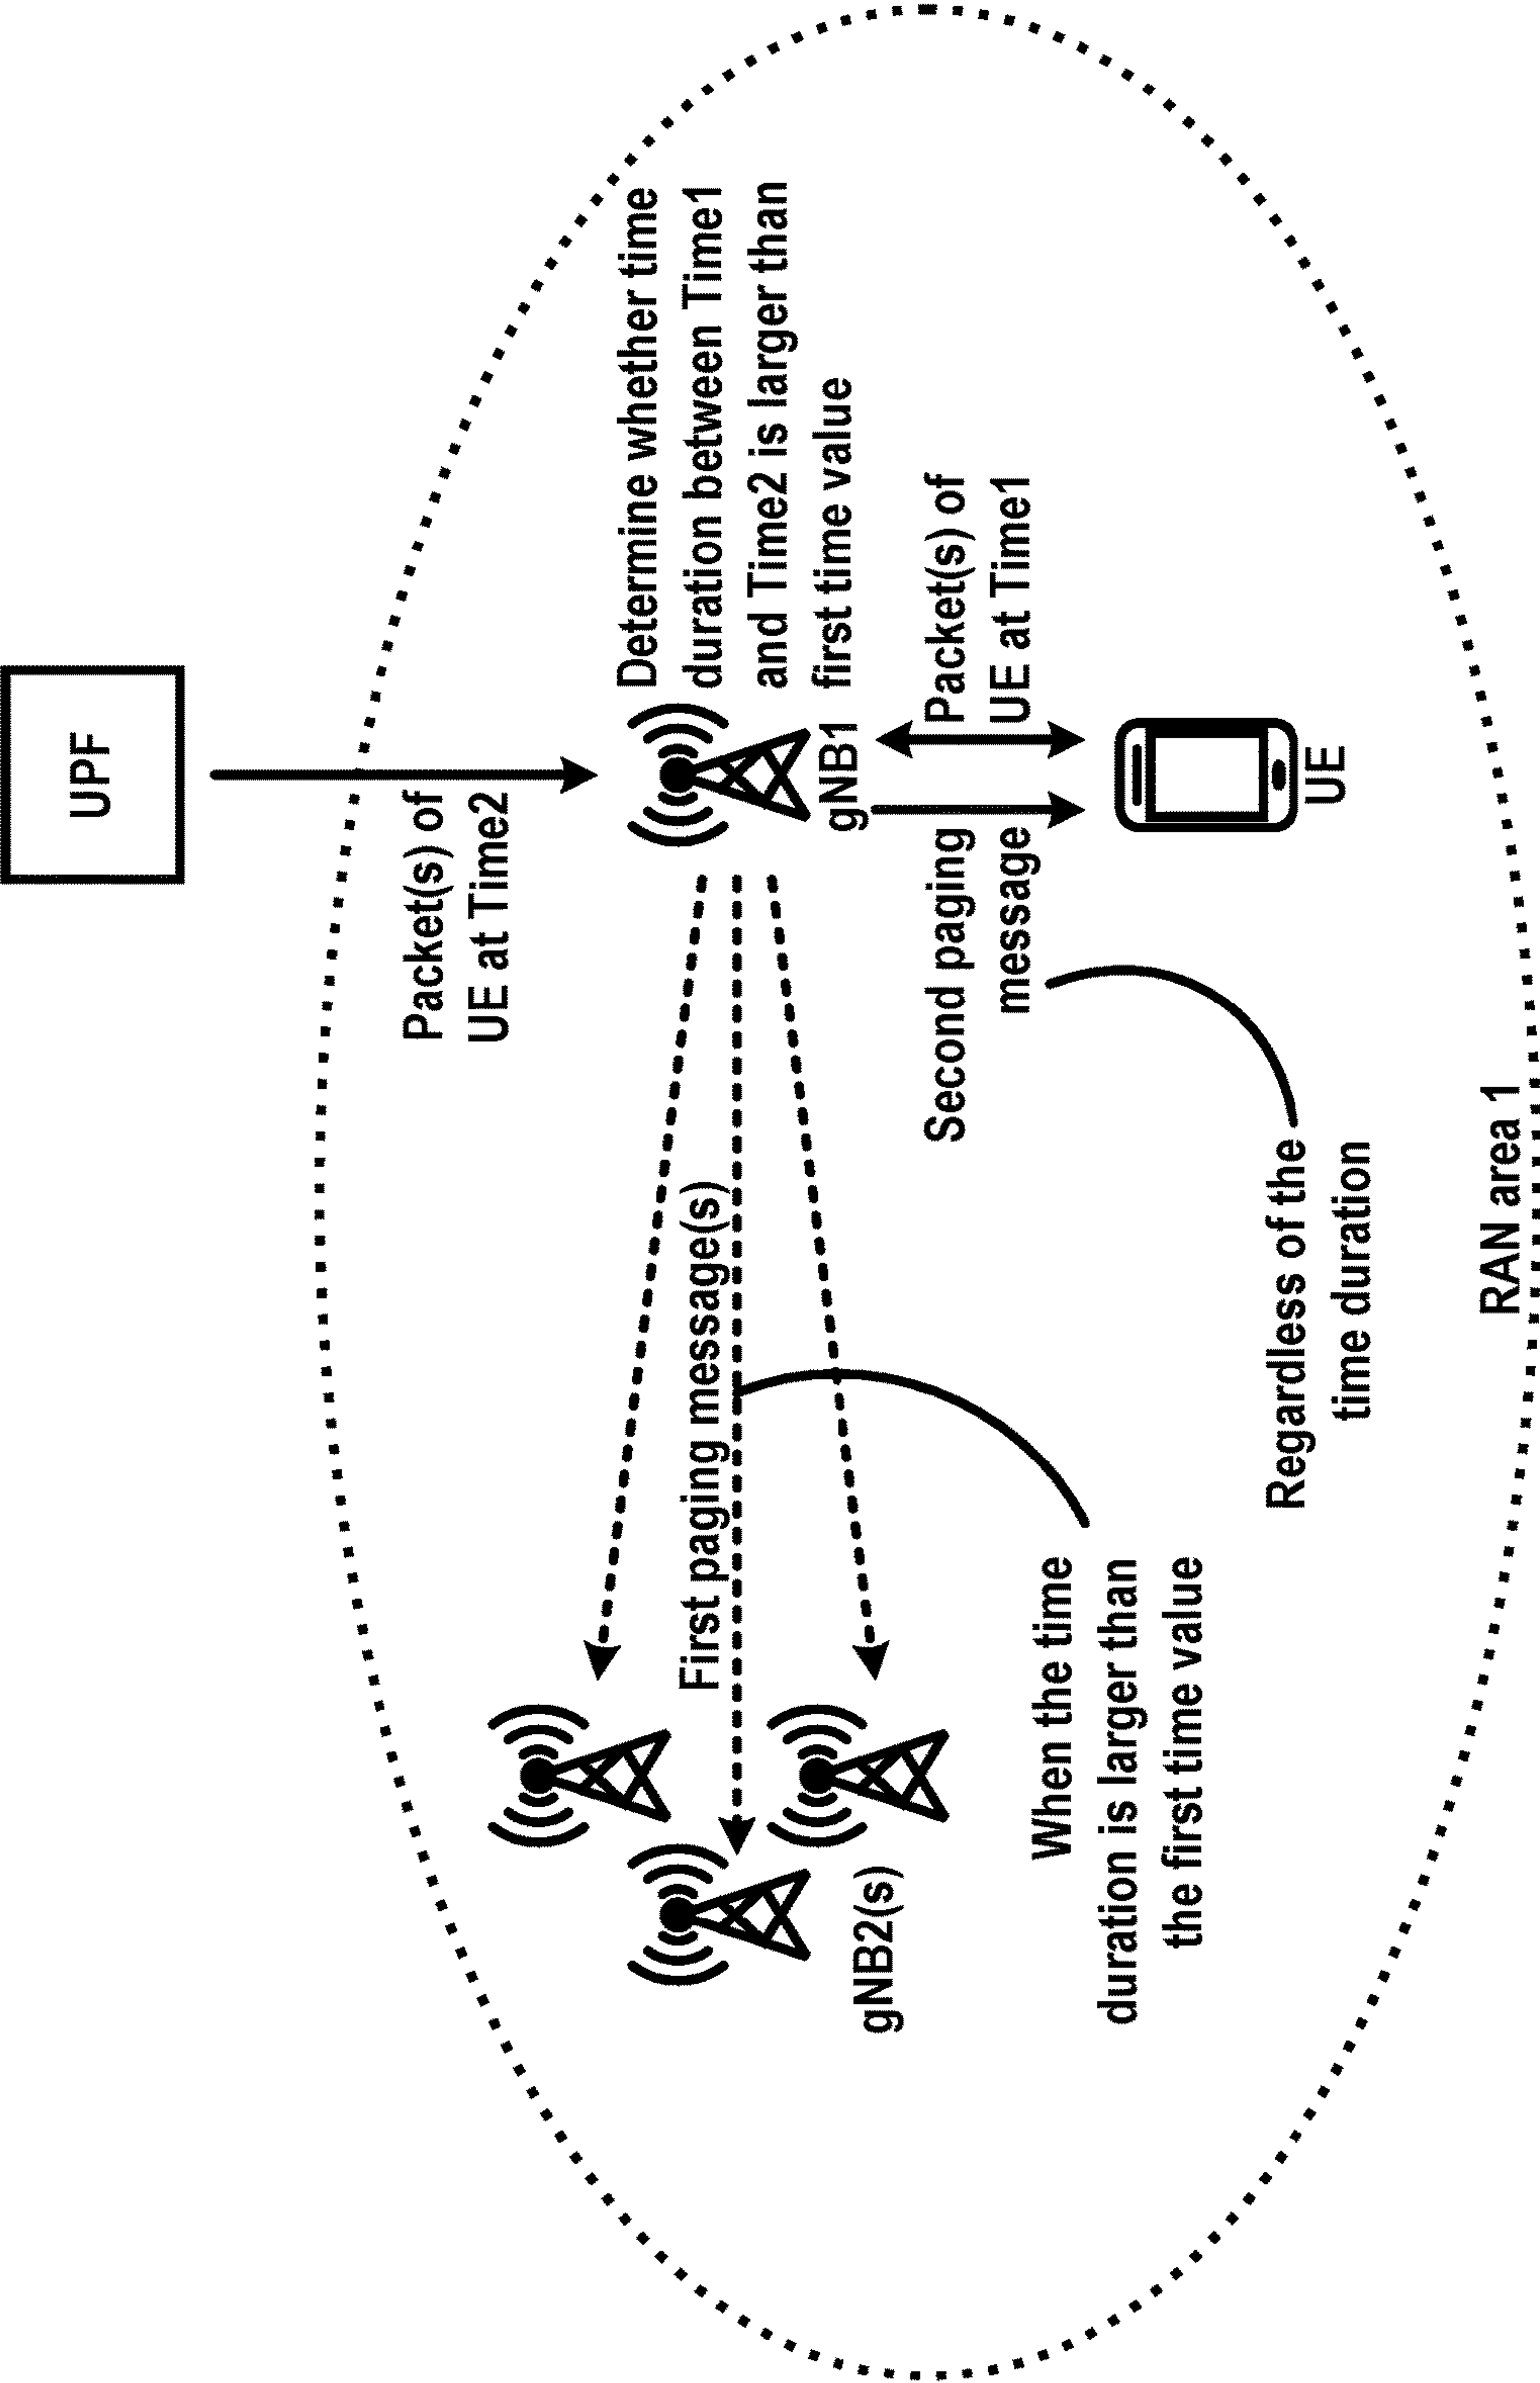 UPF
Packet(s) of
UE at Time2
Determine whether time
duration between Time1
and Time2 is larger than
first time value
gNB1
First paging message(s)
gNB2(s)
Second paging
message
Packet(s) of
UE at Time1
UE
When the time
duration is larger than
the first time value
Regardless of the
time duration
RAN area 1